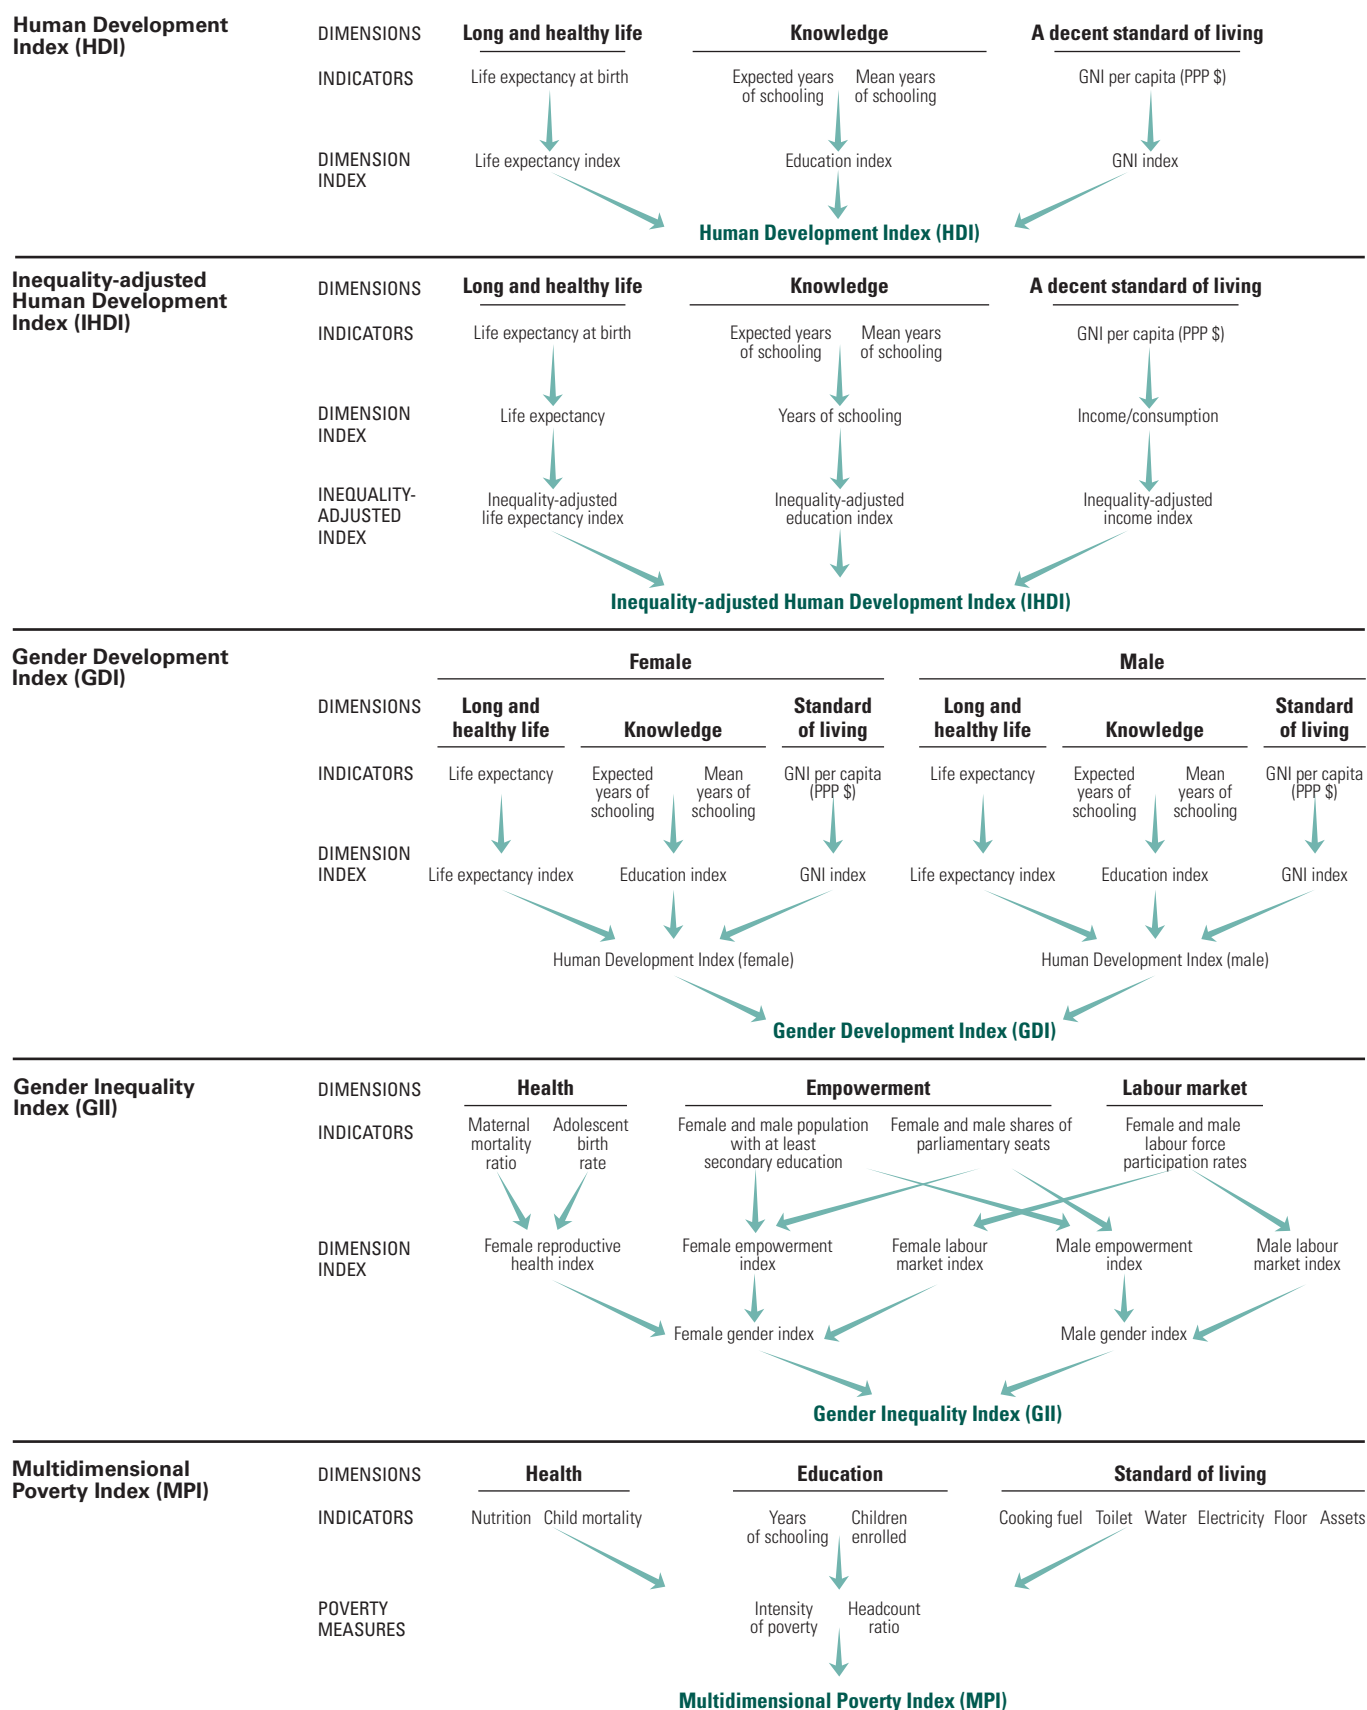 Human Development
Index (HDI)
DIMENSIONS Long and healthy life Knowledge A decent standard of living
INDICATORS Life expectancy at birth Expected years Mean years GNI per capita (PPP $)
of schooling of schooling
DIMENSION Life expectancy index Education index GNI index
INDEX
Human Development Index (HDI)
Inequality-adjusted
Human Development
Index (IHDI)
DIMENSIONS Long and healthy life Knowledge A decent standard of living
INDICATORS Life expectancy at birth Expected years Mean years GNI per capita (PPP $)
of schooling of schooling
DIMENSION Life expectancy Years of schooling Income/consumption
INDEX
INEQUALITY- Inequality-adjusted Inequality-adjusted Inequality-adjusted
ADJUSTED life expectancy index education index income index
INDEX
Inequality-adjusted Human Development Index (IHDI)
Gender Development
Index (GDI)
Female Male
DIMENSIONS Long and Standard Long and Standard
healthy life Knowledge of living healthy life Knowledge of living
INDICATORS Life expectancy Expected Mean GNI per capita Life expectancy Expected Mean GNI per capita
years of years of (PPP $) years of years of (PPP $)
schooling schooling schooling schooling
DIMENSION
INDEX Life expectancy index Education index GNI index Life expectancy index Education index GNI index
Human Development Index (female) Human Development Index (male)
Gender Development Index (GDI)
Gender Inequality
Index (GII)
DIMENSIONS Health Empowerment Labour market
INDICATORS Maternal Adolescent Female and male population Female and male shares of Female and male
mortality birth with at least parliamentary seats labour force
ratio rate secondary education participation rates
DIMENSION Female reproductive Female empowerment Female labour Male empowerment Male labour
INDEX health index index market index index market index
Female gender index Male gender index
Gender Inequality Index (GII)
Multidimensional
Poverty Index (MPI)
DIMENSIONS Health Education Standard of living
INDICATORS Nutrition Child mortality Years Children Cooking fuel Toilet Water Electricity Floor Assets
of schooling enrolled
POVERTY Intensity Headcount
MEASURES of poverty ratio
Multidimensional Poverty Index (MPI)